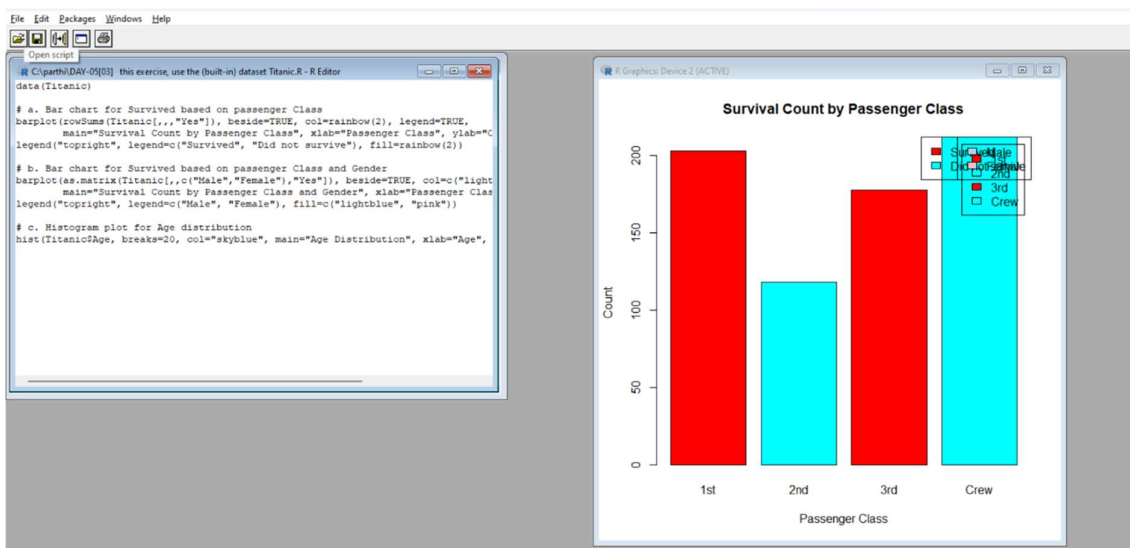 File Edit Packages Windows Help
Open script
C:\parthi\DAY-05[03] this exercise, use the (built-in) dataset Titanic.R - R Editor
data(Titanic)
# a. Bar chart for Survived based on passenger Class
barplot(rowSums(Titanic[,,,"Yes"]), beside=TRUE, col=rainbow(2), legend=TRUE,
main="Survival Count by Passenger Class", xlab="Passenger Class", ylab="C
legend("topright", legend=c("Survived", "Did not survive"), fill=rainbow(2))
# b. Bar chart for Survived based on passenger Class and Gender
barplot(as.matrix(Titanic[,,c("Male","Female"),"Yes"]), beside=TRUE, col=c("light
main="Survival Count by Passenger Class and Gender", xlab="Passenger Clas
legend("topright", legend=c("Male", "Female"), fill=c("lightblue", "pink"))
# c. Histogram plot for Age distribution
hist(Titanic$Age, breaks=20, col="skyblue", main="Age Distribution", xlab="Age",
R Graphics: Device 2 (ACTIVE)
Survival Count by Passenger Class
2nd
3rd
Crew
Count
200
150
100
50
0
1st 2nd 3rd Crew
Passenger Class